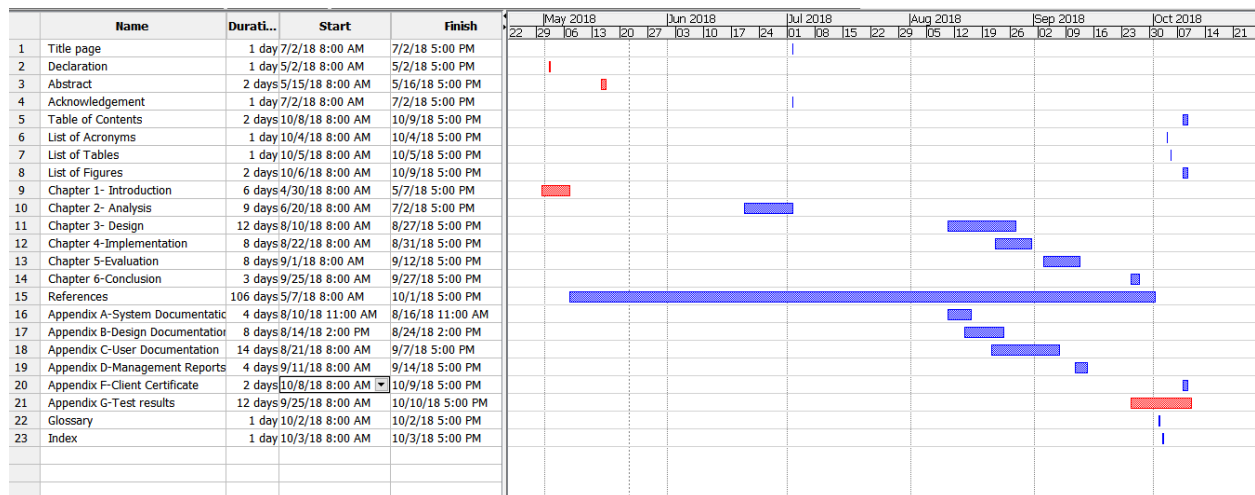 Name Durati... Start Finish
May 2018 Jun 2018 Jul 2018 Aug 2018 Sep 2018 Oct 2018
22 29 06 13 20 27 03 10 17 24 01 08 15 22 29 05 12 19 26 02 09 16 23 30 07 14 21
1 Title page 1 day 7/2/18 8:00 AM 7/2/18 5:00 PM
2 Declaration 1 day 5/2/18 8:00 AM 5/2/18 5:00 PM
3 Abstract 2 days 5/15/18 8:00 AM 5/16/18 5:00 PM
4 Acknowledgement 1 day 7/2/18 8:00 AM 7/2/18 5:00 PM
5 Table of Contents 2 days 10/8/18 8:00 AM 10/9/18 5:00 PM
6 List of Acronyms 1 day 10/4/18 8:00 AM 10/4/18 5:00 PM
7 List of Tables 1 day 10/5/18 8:00 AM 10/5/18 5:00 PM
8 List of Figures 2 days 10/6/18 8:00 AM 10/9/18 5:00 PM
9 Chapter 1- Introduction 6 days 4/30/18 8:00 AM 5/7/18 5:00 PM
10 Chapter 2- Analysis 9 days 6/20/18 8:00 AM 7/2/18 5:00 PM
11 Chapter 3- Design 12 days 8/10/18 8:00 AM 8/27/18 5:00 PM
12 Chapter 4-Implementation 8 days 8/22/18 8:00 AM 8/31/18 5:00 PM
13 Chapter 5-Evaluation 8 days 9/1/18 8:00 AM 9/12/18 5:00 PM
14 Chapter 6-Conclusion 3 days 9/25/18 8:00 AM 9/27/18 5:00 PM
15 References 106 days 5/7/18 8:00 AM 10/1/18 5:00 PM
16 Appendix A-System Documentatic 4 days 8/10/18 11:00 AM 8/16/18 11:00 AM
17 Appendix B-Design Documentation 8 days 8/14/18 2:00 PM 8/24/18 2:00 PM
18 Appendix C-User Documentation 14 days 8/21/18 8:00 AM 9/7/18 5:00 PM
19 Appendix D-Management Reports 4 days 9/11/18 8:00 AM 9/14/18 5:00 PM
20 Appendix F-Client Certificate 2 days 10/8/18 8:00 AM 10/9/18 5:00 PM
21 Appendix G-Test results 12 days 9/25/18 8:00 AM 10/10/18 5:00 PM
22 Glossary 1 day 10/2/18 8:00 AM 10/2/18 5:00 PM
23 Index 1 day 10/3/18 8:00 AM 10/3/18 5:00 PM